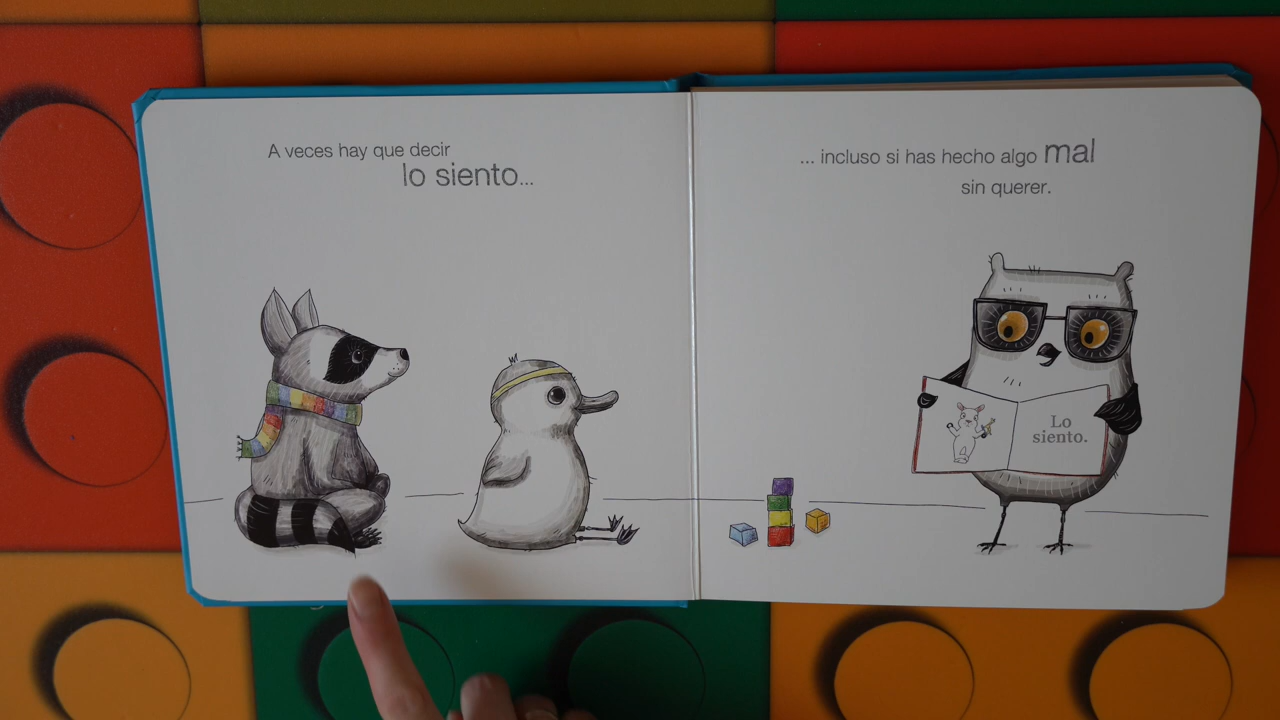 A veces hay que decir
lo siento...
... incluso si has hecho algo mal
sin querer.
Lo
siento.